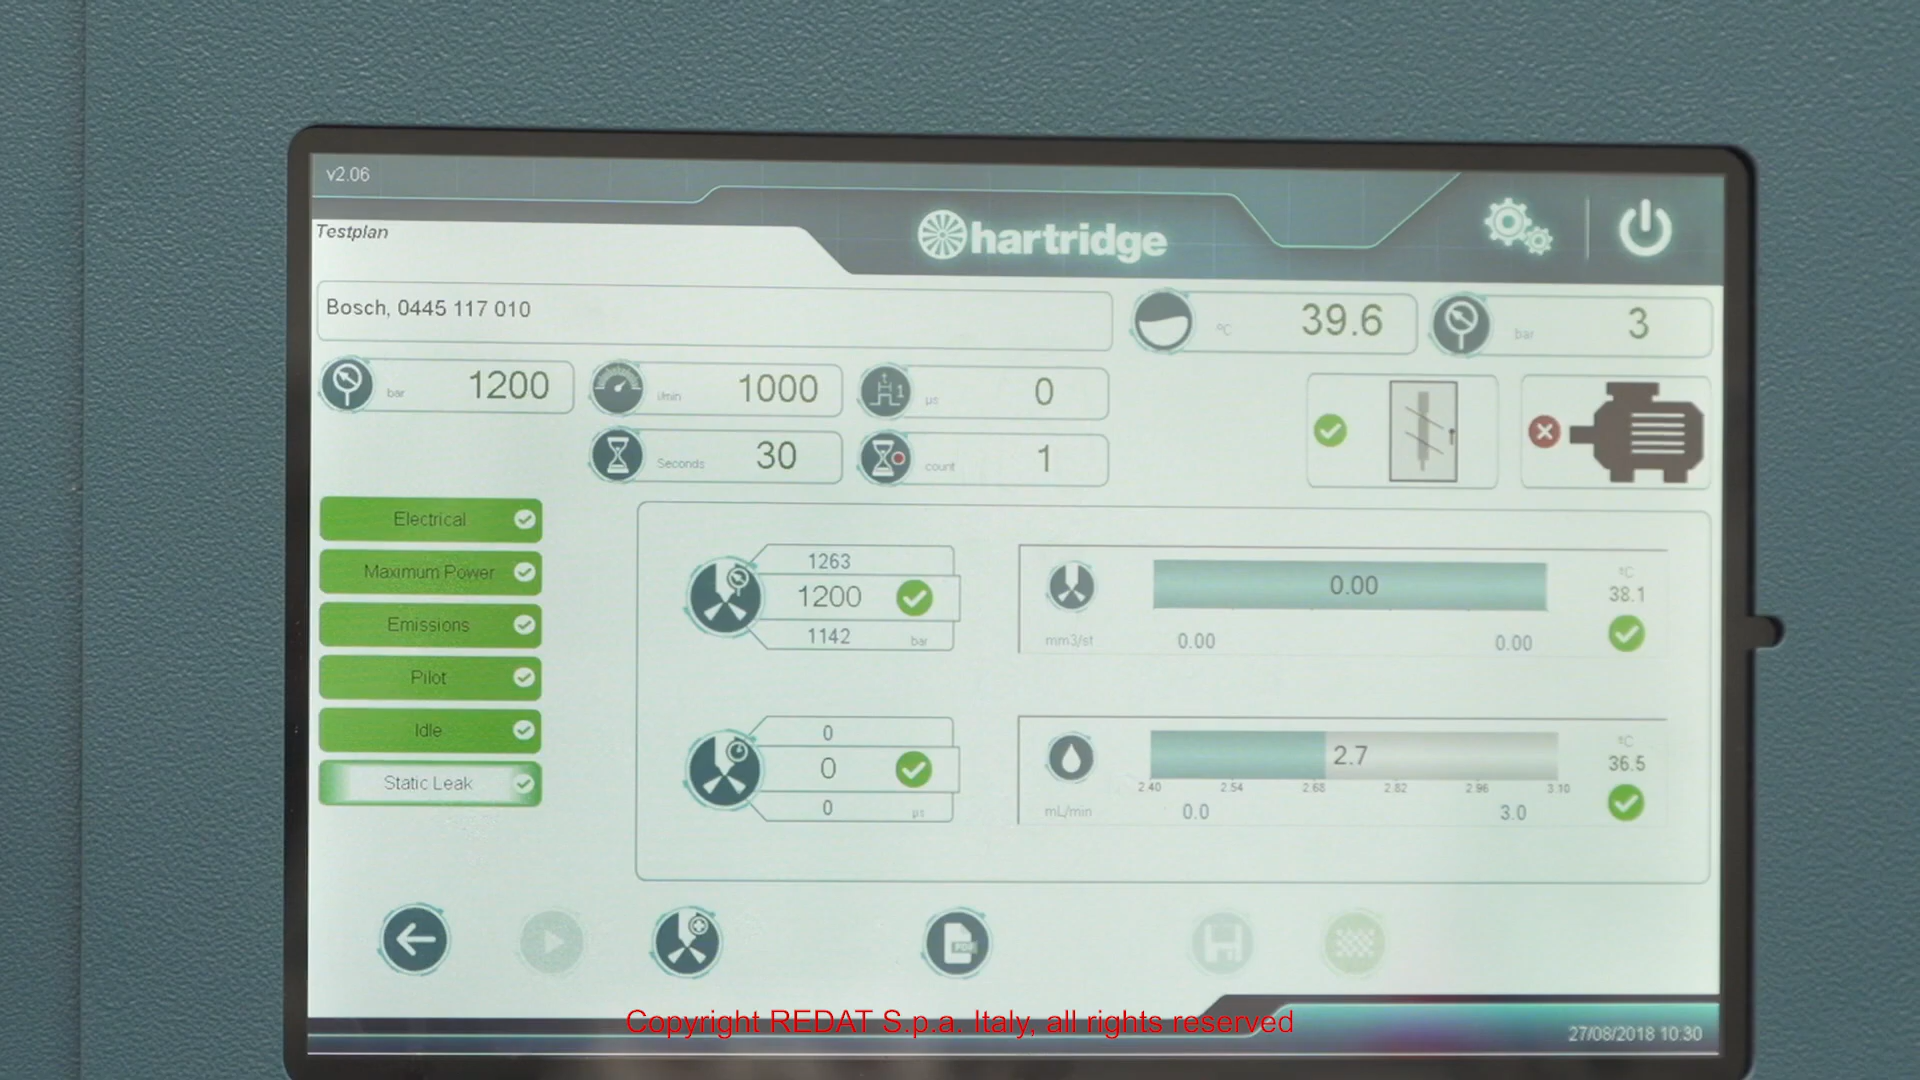 v2.06
Testplan
hartridge
Bosch, 0445 117 010
°C 39.6
bar 3
bar 1200
i/min 1000
µs 0
Seconds 30
count 1
Electrical
Maximum Power
Emissions
Pilot
Idle
Static Leak
1263
1200
1142 bar
0.00
°C
38.1
mm3/st 0.00 0.00
0
0
0 µs
2.7
°C
36.5
2.40 2.54 2.68 2.82 2.96 3.10
mL/min 0.0 3.0
PDF
Copyright REDAT S.p.a. Italy, all rights reserved
27/08/2018 10:30